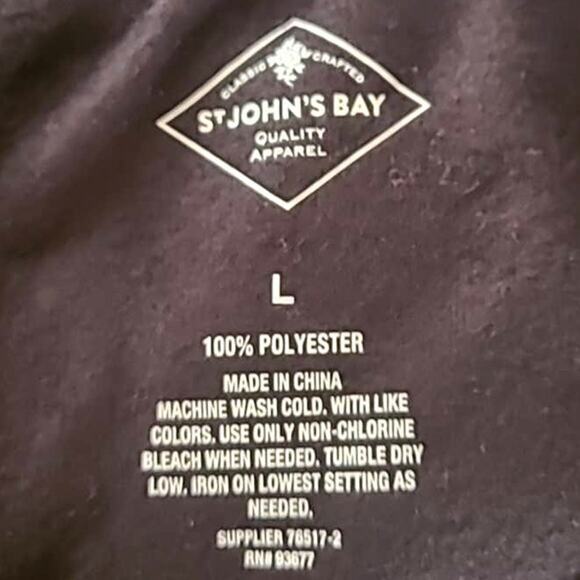 CLASSIC CRAFTED
ST JOHN'S BAY
QUALITY
APPAREL
L
100% POLYESTER
MADE IN CHINA
MACHINE WASH COLD. WITH LIKE
COLORS. USE ONLY NON-CHLORINE
BLEACH WHEN NEEDED. TUMBLE DRY
LOW. IRON ON LOWEST SETTING AS
NEEDED.
SUPPLIER 76517-2
RN# 93677